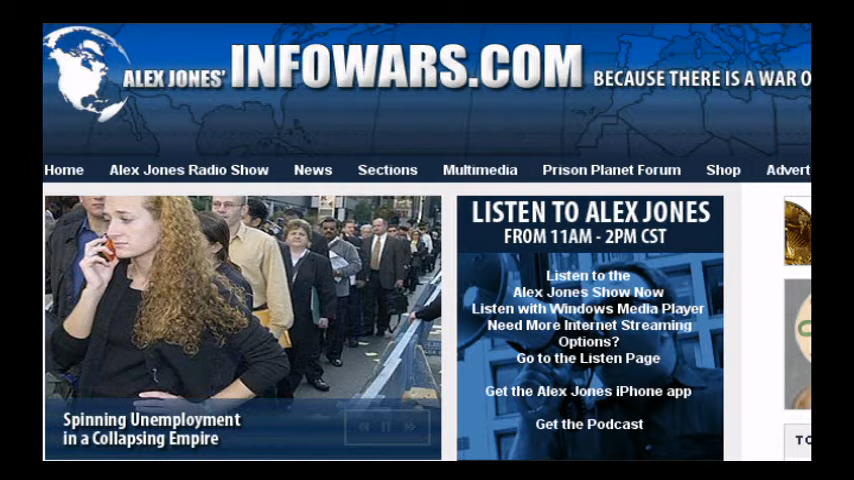 ALEX JONES' INFOWARS.COM BECAUSE THERE IS A WAR O
Home Alex Jones Radio Show News Sections Multimedia Prison Planet Forum Shop Advert
LISTEN TO ALEX JONES
FROM 11AM - 2PM CST
Listen to the
Alex Jones Show Now
Listen with Windows Media Player
Need More Internet Streaming
Options?
Go to the Listen Page
Get the Alex Jones iPhone app
Get the Podcast
Spinning Unemployment
in a Collapsing Empire
TO